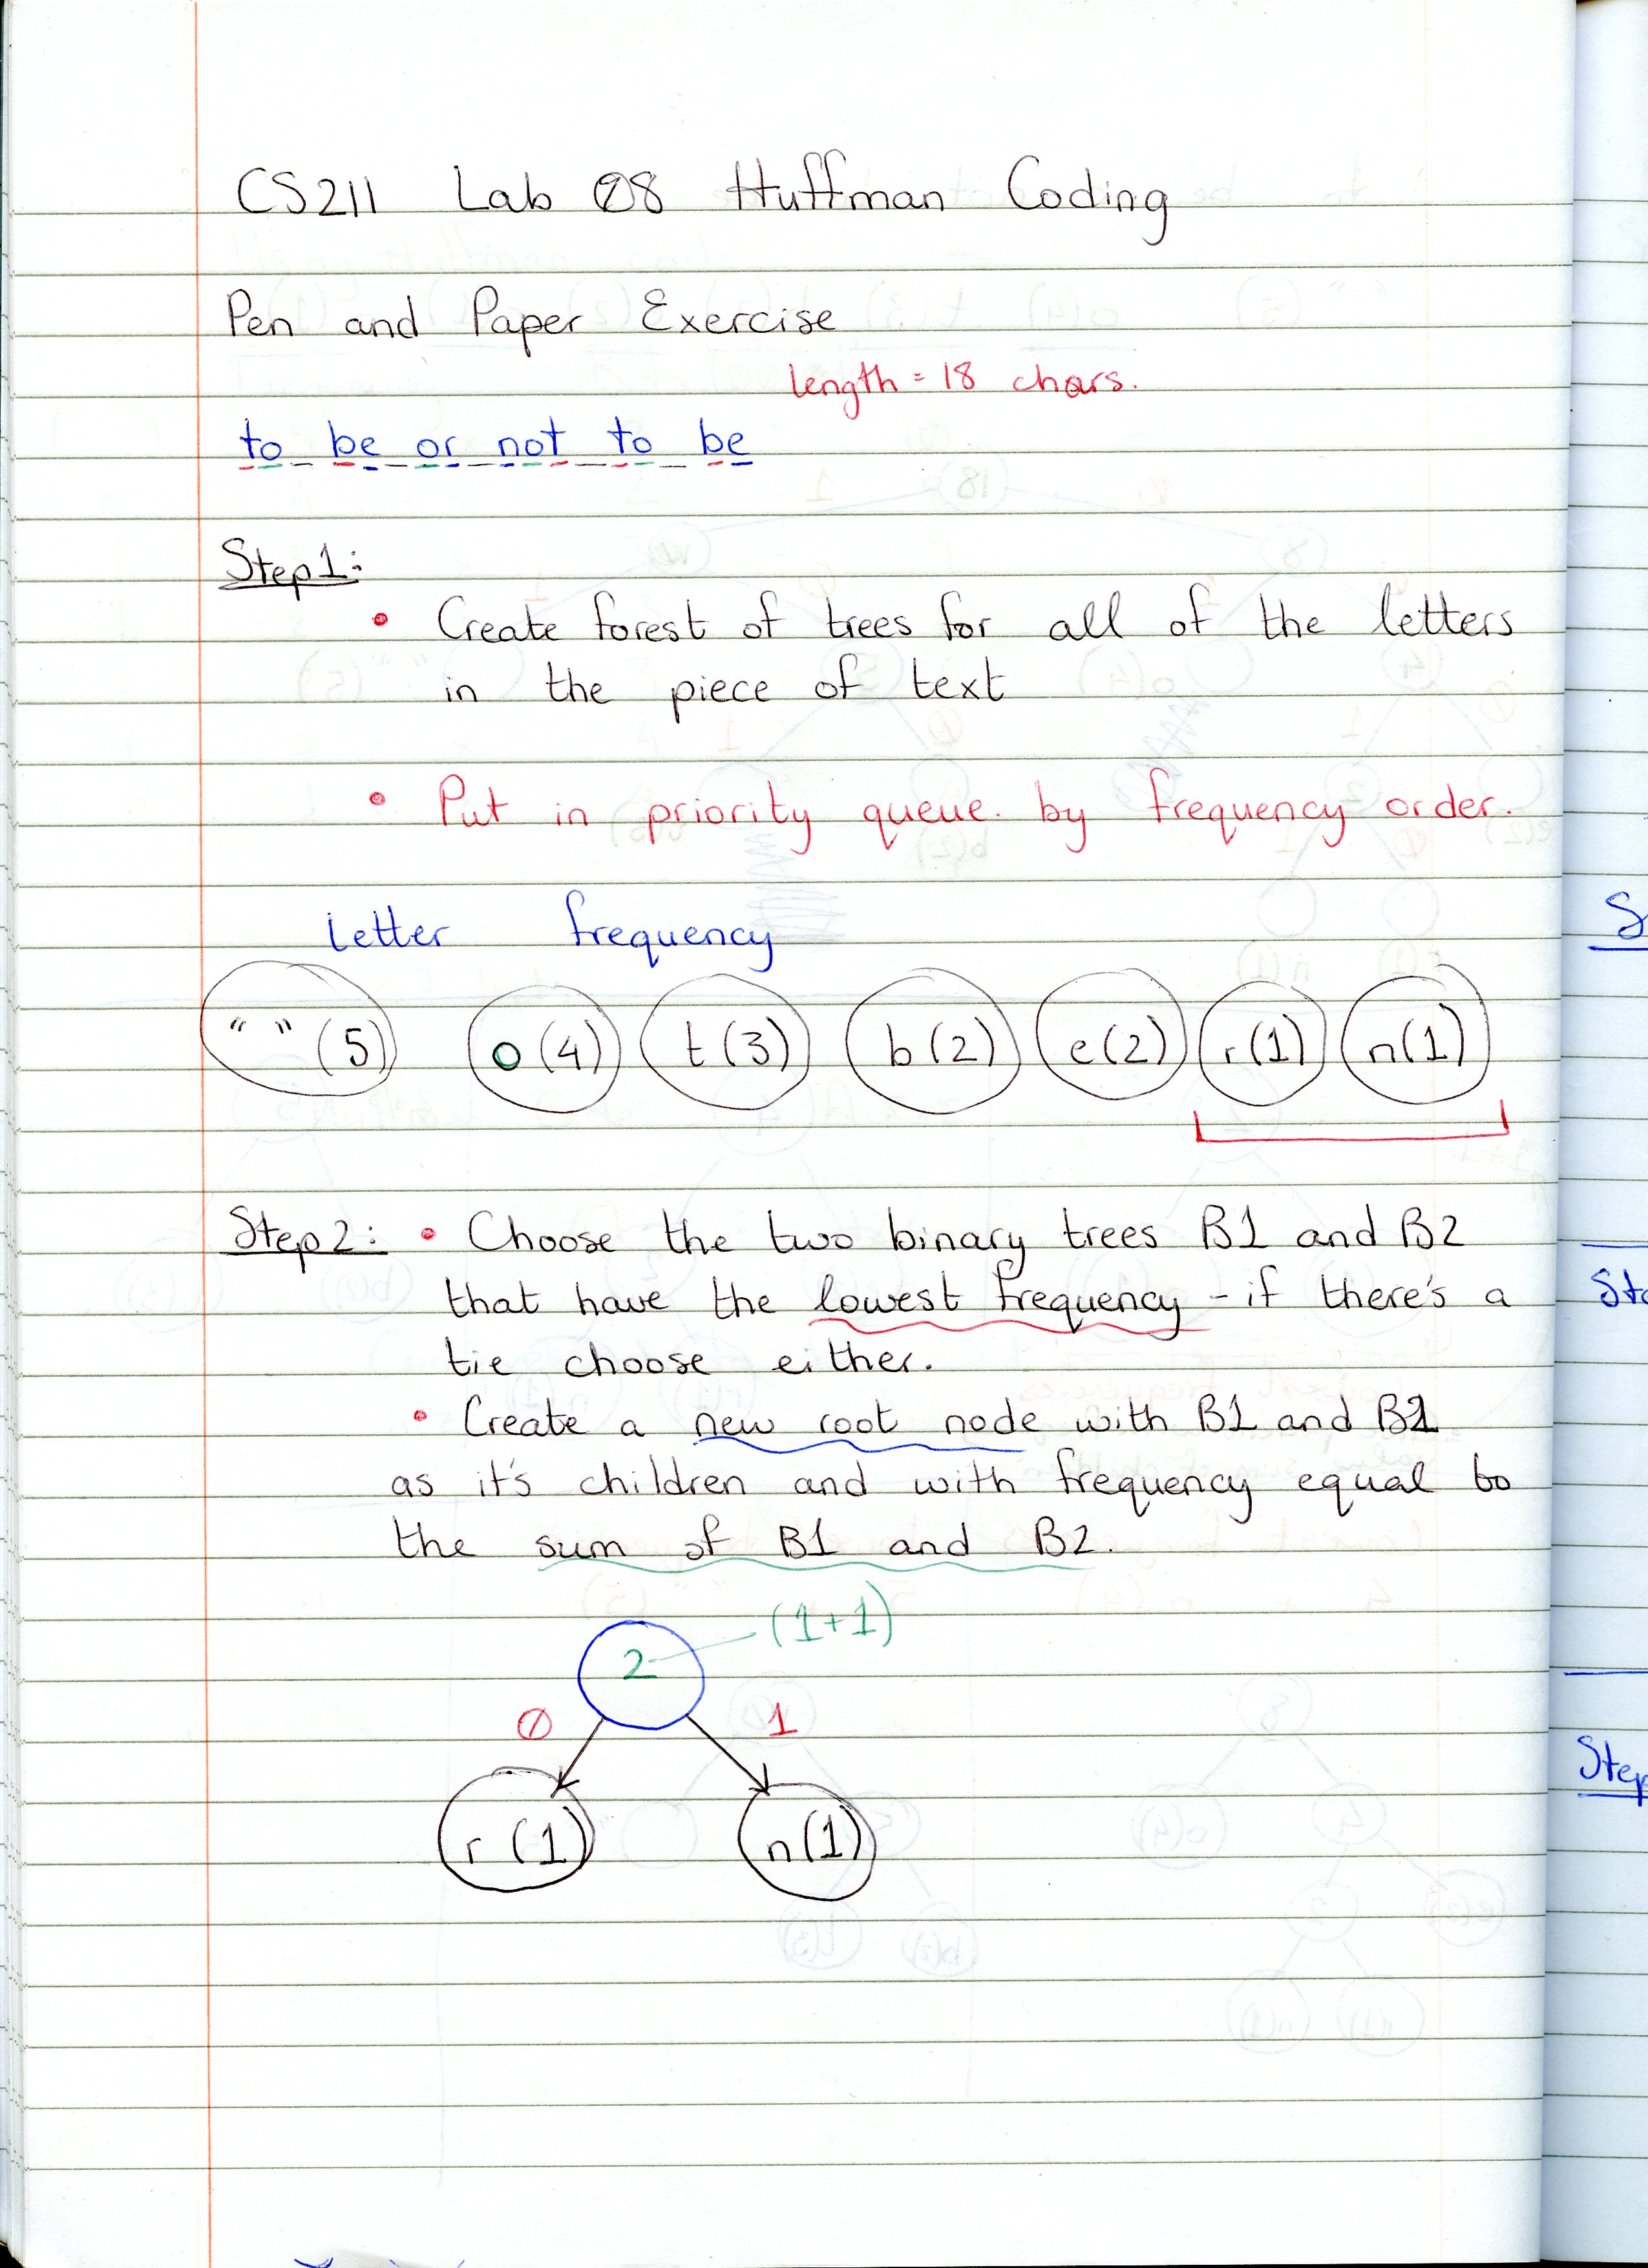 CS211 Lab 08 Huffman Coding
Pen and Paper Exercise
length = 18 chars.
to be or not to be
Step1:
• Create forest of trees for all of the letters
in the piece of text
• Put in priority queue. by frequency order.
letter frequency
“ ” (5) o(4) t(3) b(2) e(2) r(1) n(1)
Step2: • Choose the two binary trees B1 and B2
that have the lowest frequency - if there's a
tie choose either.
• Create a new root node with B1 and B2
as it's children and with frequency equal to
the sum of B1 and B2.
2 (1+1)
0 1
r(1) n(1)
S
Ste
Step